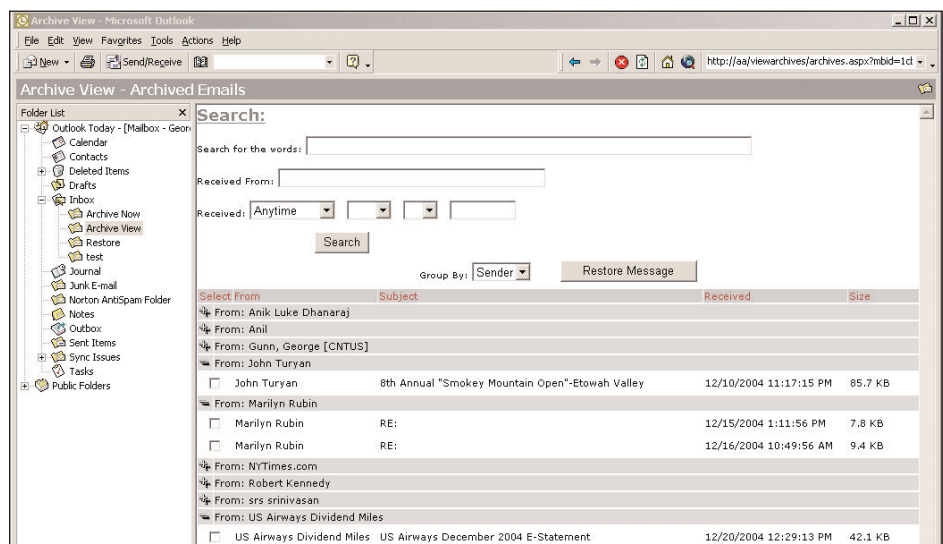 Archive View - Microsoft Outlook
File Edit View Favorites Tools Actions Help
New Send/Receive http://aa/viewarchives/archives.aspx?mbid=1cl
Archive View - Archived Emails
Folder List
Outlook Today - [Mailbox - Geor
Calendar
Contacts
Deleted Items
Drafts
Inbox
Archive Now
Archive View
Restore
test
Journal
Junk E-mail
Norton AntiSpam Folder
Notes
Outbox
Sent Items
Sync Issues
Tasks
Public Folders
Search:
Search for the words:
Received From:
Received: Anytime
Search
Group By: Sender Restore Message
Select From Subject Received Size
From: Anik Luke Dhanaraj
From: Anil
From: Gunn, George [CNTUS]
From: John Turyan
John Turyan 8th Annual "Smokey Mountain Open"-Etowah Valley 12/10/2004 11:17:15 PM 85.7 KB
From: Marilyn Rubin
Marilyn Rubin RE: 12/15/2004 1:11:56 PM 7.8 KB
Marilyn Rubin RE: 12/16/2004 10:49:56 AM 9.4 KB
From: NYTimes.com
From: Robert Kennedy
From: srs srinivasan
From: US Airways Dividend Miles
US Airways Dividend Miles US Airways December 2004 E-Statement 12/20/2004 12:29:13 PM 42.1 KB